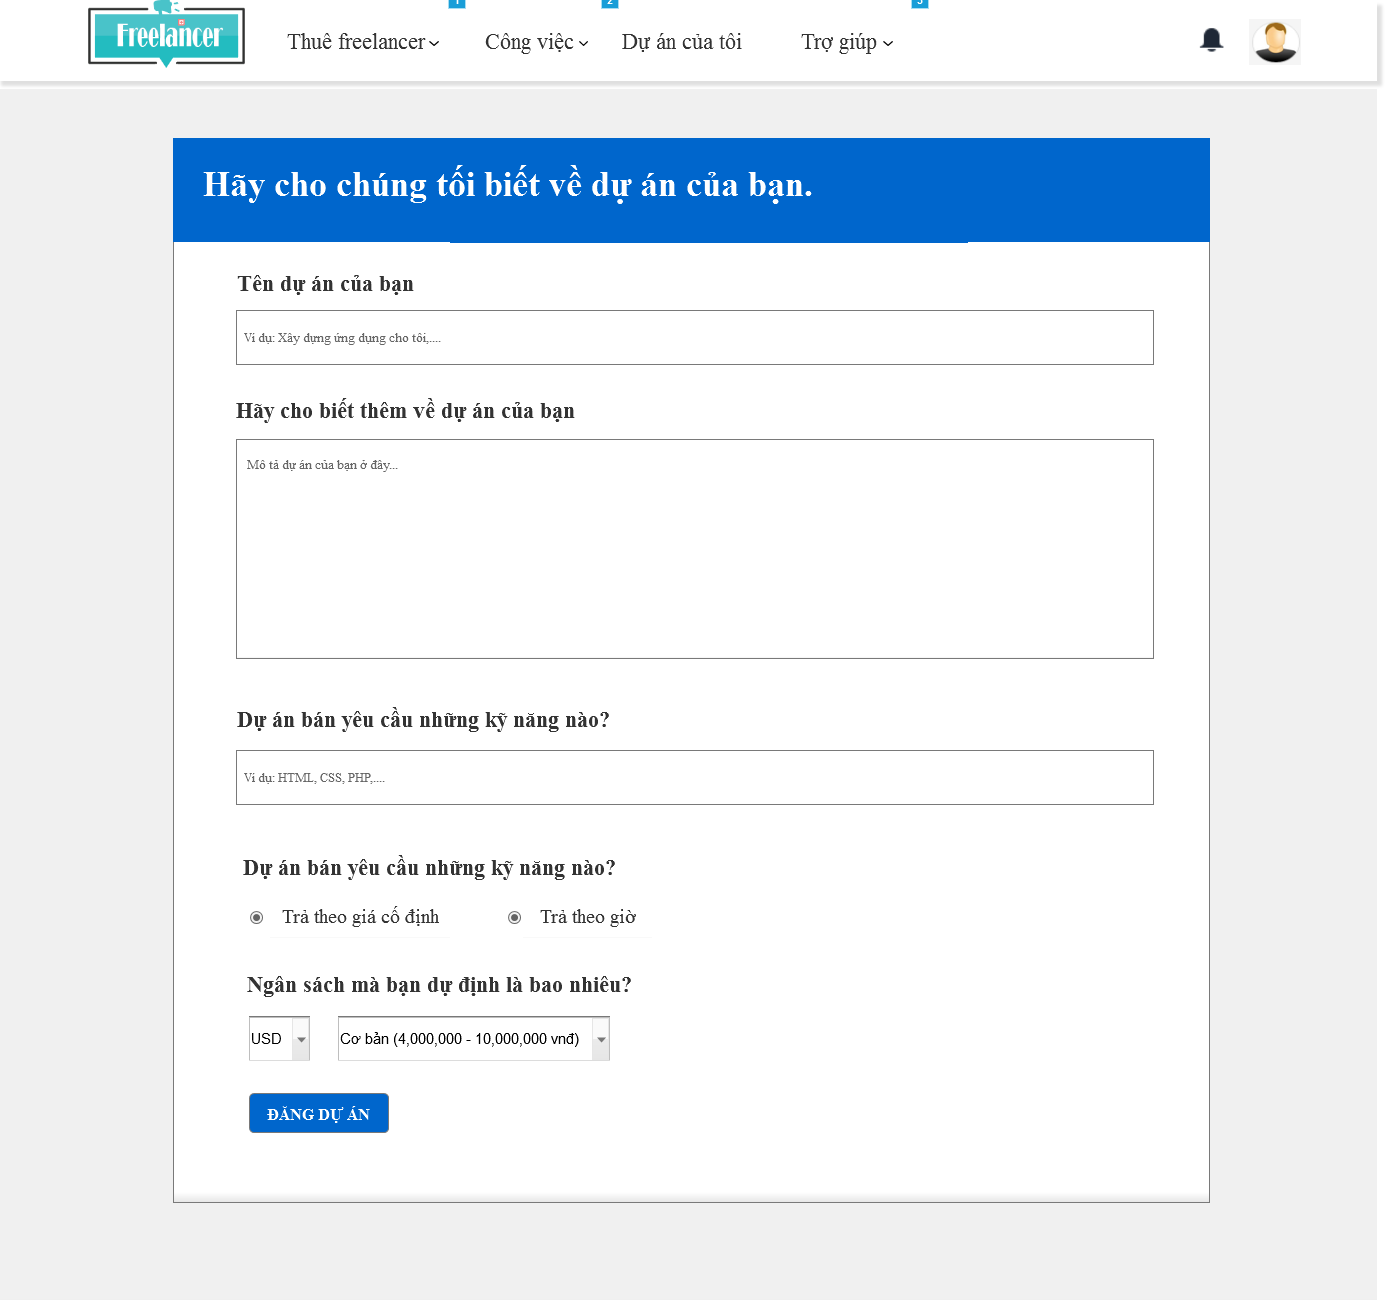 1
2
3
Freelancer
Thuê freelancer
Công việc
Dự án của tôi
Trợ giúp
Hãy cho chúng tối biết về dự án của bạn.
Tên dự án của bạn
Ví dụ: Xây dựng ứng dụng cho tôi,....
Hãy cho biết thêm về dự án của bạn
Mô tả dự án của bạn ở đây...
Dự án bán yêu cầu những kỹ năng nào?
Ví dụ: HTML, CSS, PHP,....
Dự án bán yêu cầu những kỹ năng nào?
Trả theo giá cố định
Trả theo giờ
Ngân sách mà bạn dự định là bao nhiêu?
USD
Cơ bản (4,000,000 - 10,000,000 vnđ)
ĐĂNG DỰ ÁN